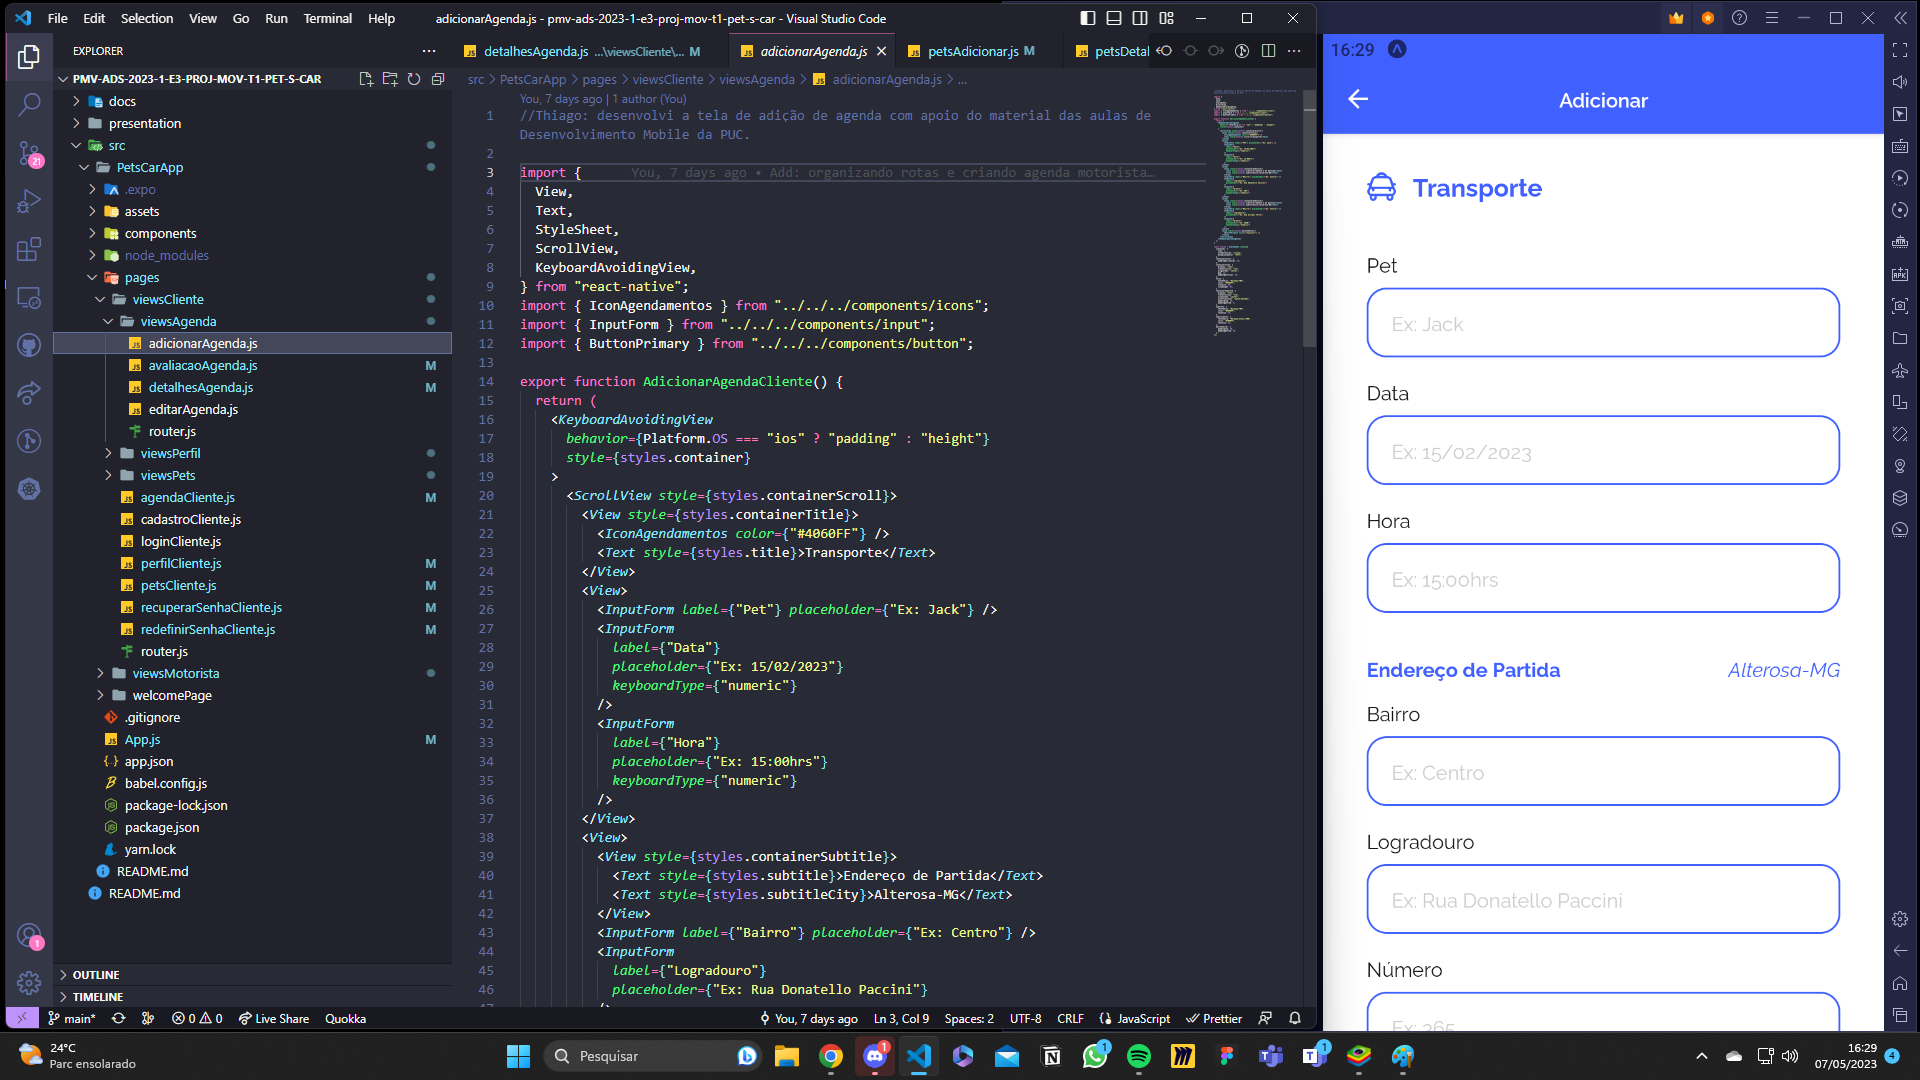 File Edit Selection View Go Run Terminal Help
adicionarAgenda.js - pmv-ads-2023-1-e3-proj-mov-t1-pet-s-car - Visual Studio Code
EXPLORER
PMV-ADS-2023-1-E3-PROJ-MOV-T1-PET-S-CAR
docs
presentation
src
PetsCarApp
.expo
assets
components
node_modules
pages
viewsCliente
viewsAgenda
adicionarAgenda.js
avaliacaoAgenda.js M
detalhesAgenda.js M
editarAgenda.js
router.js
viewsPerfil
viewsPets
agendaCliente.js M
cadastroCliente.js
loginCliente.js
perfilCliente.js M
petsCliente.js M
recuperarSenhaCliente.js M
redefinirSenhaCliente.js M
router.js
viewsMotorista
welcomePage
.gitignore
App.js M
app.json
babel.config.js
package-lock.json
package.json
yarn.lock
README.md
README.md
OUTLINE
TIMELINE
21
1
detalhesAgenda.js ...\viewsCliente\... M
adicionarAgenda.js
petsAdicionar.js M
petsDetal
src > PetsCarApp > pages > viewsCliente > viewsAgenda > adicionarAgenda.js > ...
You, 7 days ago | 1 author (You)
1 //Thiago: desenvolvi a tela de adição de agenda com apoio do material das aulas de
Desenvolvimento Mobile da PUC.
2
3 import { You, 7 days ago • Add: organizando rotas e criando agenda motorista…
4 View,
5 Text,
6 StyleSheet,
7 ScrollView,
8 KeyboardAvoidingView,
9 } from "react-native";
10 import { IconAgendamentos } from "../../../components/icons";
11 import { InputForm } from "../../../components/input";
12 import { ButtonPrimary } from "../../../components/button";
13
14 export function AdicionarAgendaCliente() {
15 return (
16 <KeyboardAvoidingView
17 behavior={Platform.OS === "ios" ? "padding" : "height"}
18 style={styles.container}
19 >
20 <ScrollView style={styles.containerScroll}>
21 <View style={styles.containerTitle}>
22 <IconAgendamentos color={"#4060FF"} />
23 <Text style={styles.title}>Transporte</Text>
24 </View>
25 <View>
26 <InputForm label={"Pet"} placeholder={"Ex: Jack"} />
27 <InputForm
28 label={"Data"}
29 placeholder={"Ex: 15/02/2023"}
30 keyboardType={"numeric"}
31 />
32 <InputForm
33 label={"Hora"}
34 placeholder={"Ex: 15:00hrs"}
35 keyboardType={"numeric"}
36 />
37 </View>
38 <View>
39 <View style={styles.containerSubtitle}>
40 <Text style={styles.subtitle}>Endereço de Partida</Text>
41 <Text style={styles.subtitleCity}>Alterosa-MG</Text>
42 </View>
43 <InputForm label={"Bairro"} placeholder={"Ex: Centro"} />
44 <InputForm
45 label={"Logradouro"}
46 placeholder={"Ex: Rua Donatello Paccini"}
47 />
main* 0 0 Live Share Quokka You, 7 days ago Ln 3, Col 9 Spaces: 2 UTF-8 CRLF JavaScript Prettier
16:29
Adicionar
Transporte
Pet
Ex: Jack
Data
Ex: 15/02/2023
Hora
Ex: 15:00hrs
Endereço de Partida Alterosa-MG
Bairro
Ex: Centro
Logradouro
Ex: Rua Donatello Paccini
Número
Ex: 365
24°C
Parc ensolarado
Pesquisar
1
1
1
16:29
07/05/2023
4